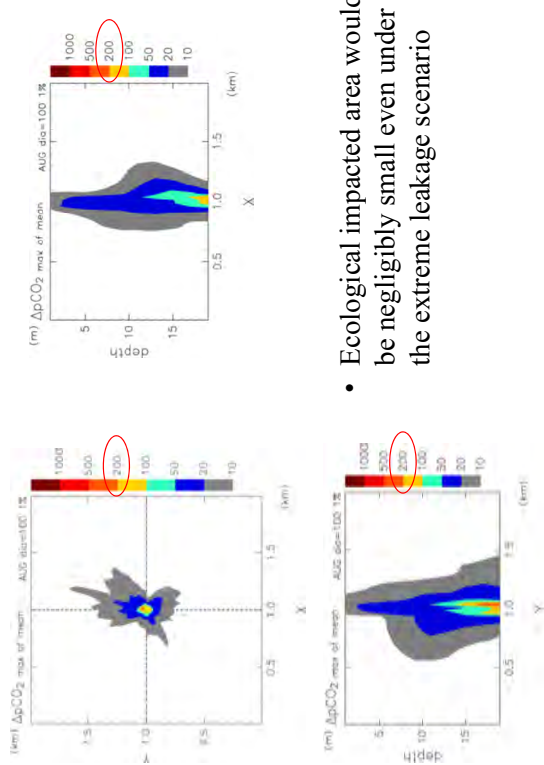 (km) ΔpCO₂ max of mean AUG dia=100 1%
1.5
1.0
0.5
Y
0.5 1.0 1.5 (km)
X
1000
500
200
100
50
20
10
(m) ΔpCO₂ max of mean AUG dia=100 1%
5
10
15
depth
0.5 1.0 1.5 (km)
X
1000
500
200
100
50
20
10
(m) ΔpCO₂ max of mean AUG dia=100 1%
5
10
15
depth
0.5 1.0 1.5 (km)
Y
1000
500
200
100
50
20
10
• Ecological impacted area would
be negligibly small even under
the extreme leakage scenario